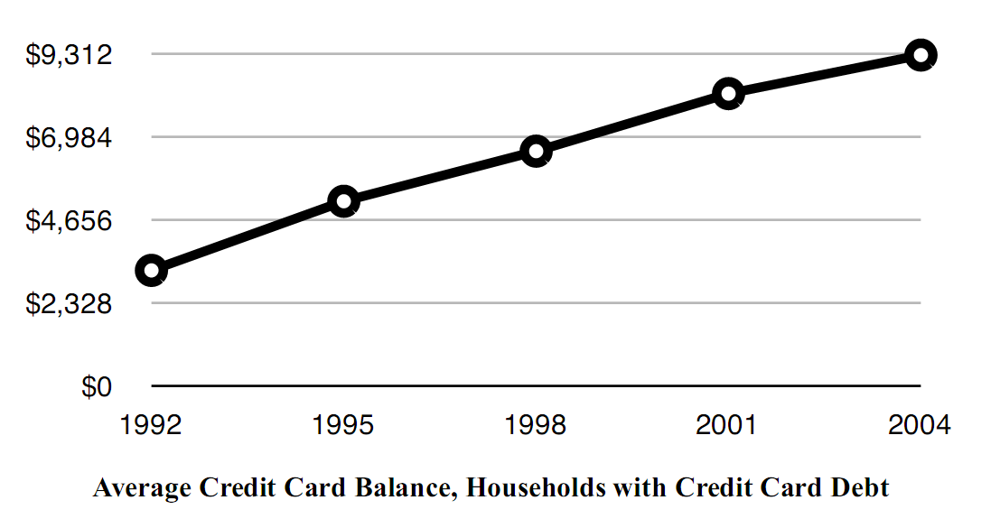 $9,312
$6,984
$4,656
$2,328
$0
1992 1995 1998 2001 2004
Average Credit Card Balance, Households with Credit Card Debt